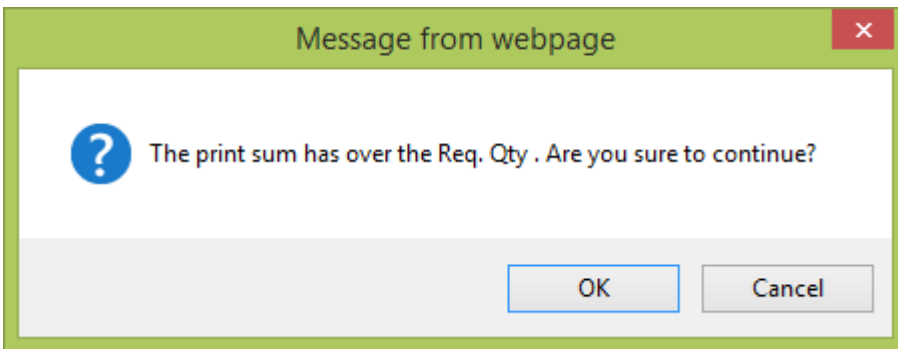 Message from webpage
The print sum has over the Req. Qty . Are you sure to continue?
OK
Cancel